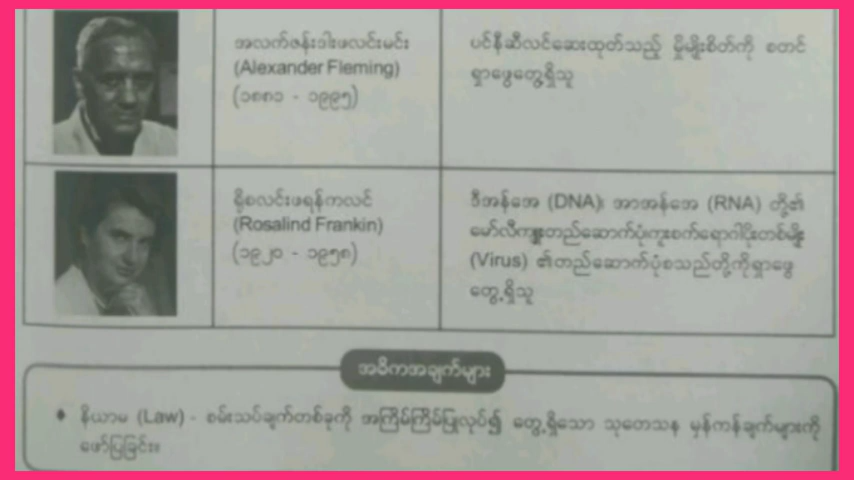 အလက်ဇန်းဒါးဖလင်းမင်း
(Alexander Fleming)
(၁၈၈၁ - ၁၉၉၅)
ပင်နီဆီလင်ဆေးထုတ်သည့် မှိုမျိုးစိတ်ကို စတင်
ရှာဖွေတွေ့ရှိသူ
ရိုစလင်းဖရန်ကလင်
(Rosalind Frankin)
(၁၉၂၀ - ၁၉၅၈)
ဒီအန်အေ (DNA)၊ အာအန်အေ (RNA) တို့၏
မော်လီကျူးတည်ဆောက်ပုံ၊ကူးစက်ရောဂါပိုးတစ်မျိုး
(Virus) ၏တည်ဆောက်ပုံစသည်တို့ကိုရှာဖွေ
တွေ့ရှိသူ
အဓိကအချက်များ
နိယာမ (Law) - စမ်းသပ်ချက်တစ်ခုကို အကြိမ်ကြိမ်ပြုလုပ်၍ တွေ့ရှိသော သုတေသန မှန်ကန်ချက်များကို
ဖော်ပြခြင်း။